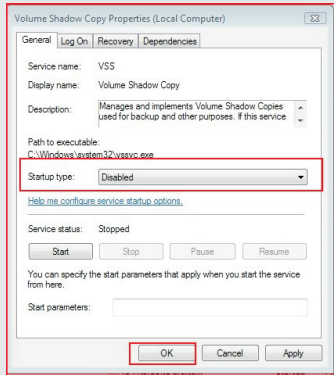 Volume Shadow Copy Properties (Local Computer)
General Log On Recovery Dependencies
Service name: VSS
Display name: Volume Shadow Copy
Description: Manages and implements Volume Shadow Copies
used for backup and other purposes. If this service
Path to executable:
C:\Windows\system32\vssvc.exe
Startup type: Disabled
Help me configure service startup options.
Service status: Stopped
Start Stop Pause Resume
You can specify the start parameters that apply when you start the service
from here.
Start parameters:
OK Cancel Apply